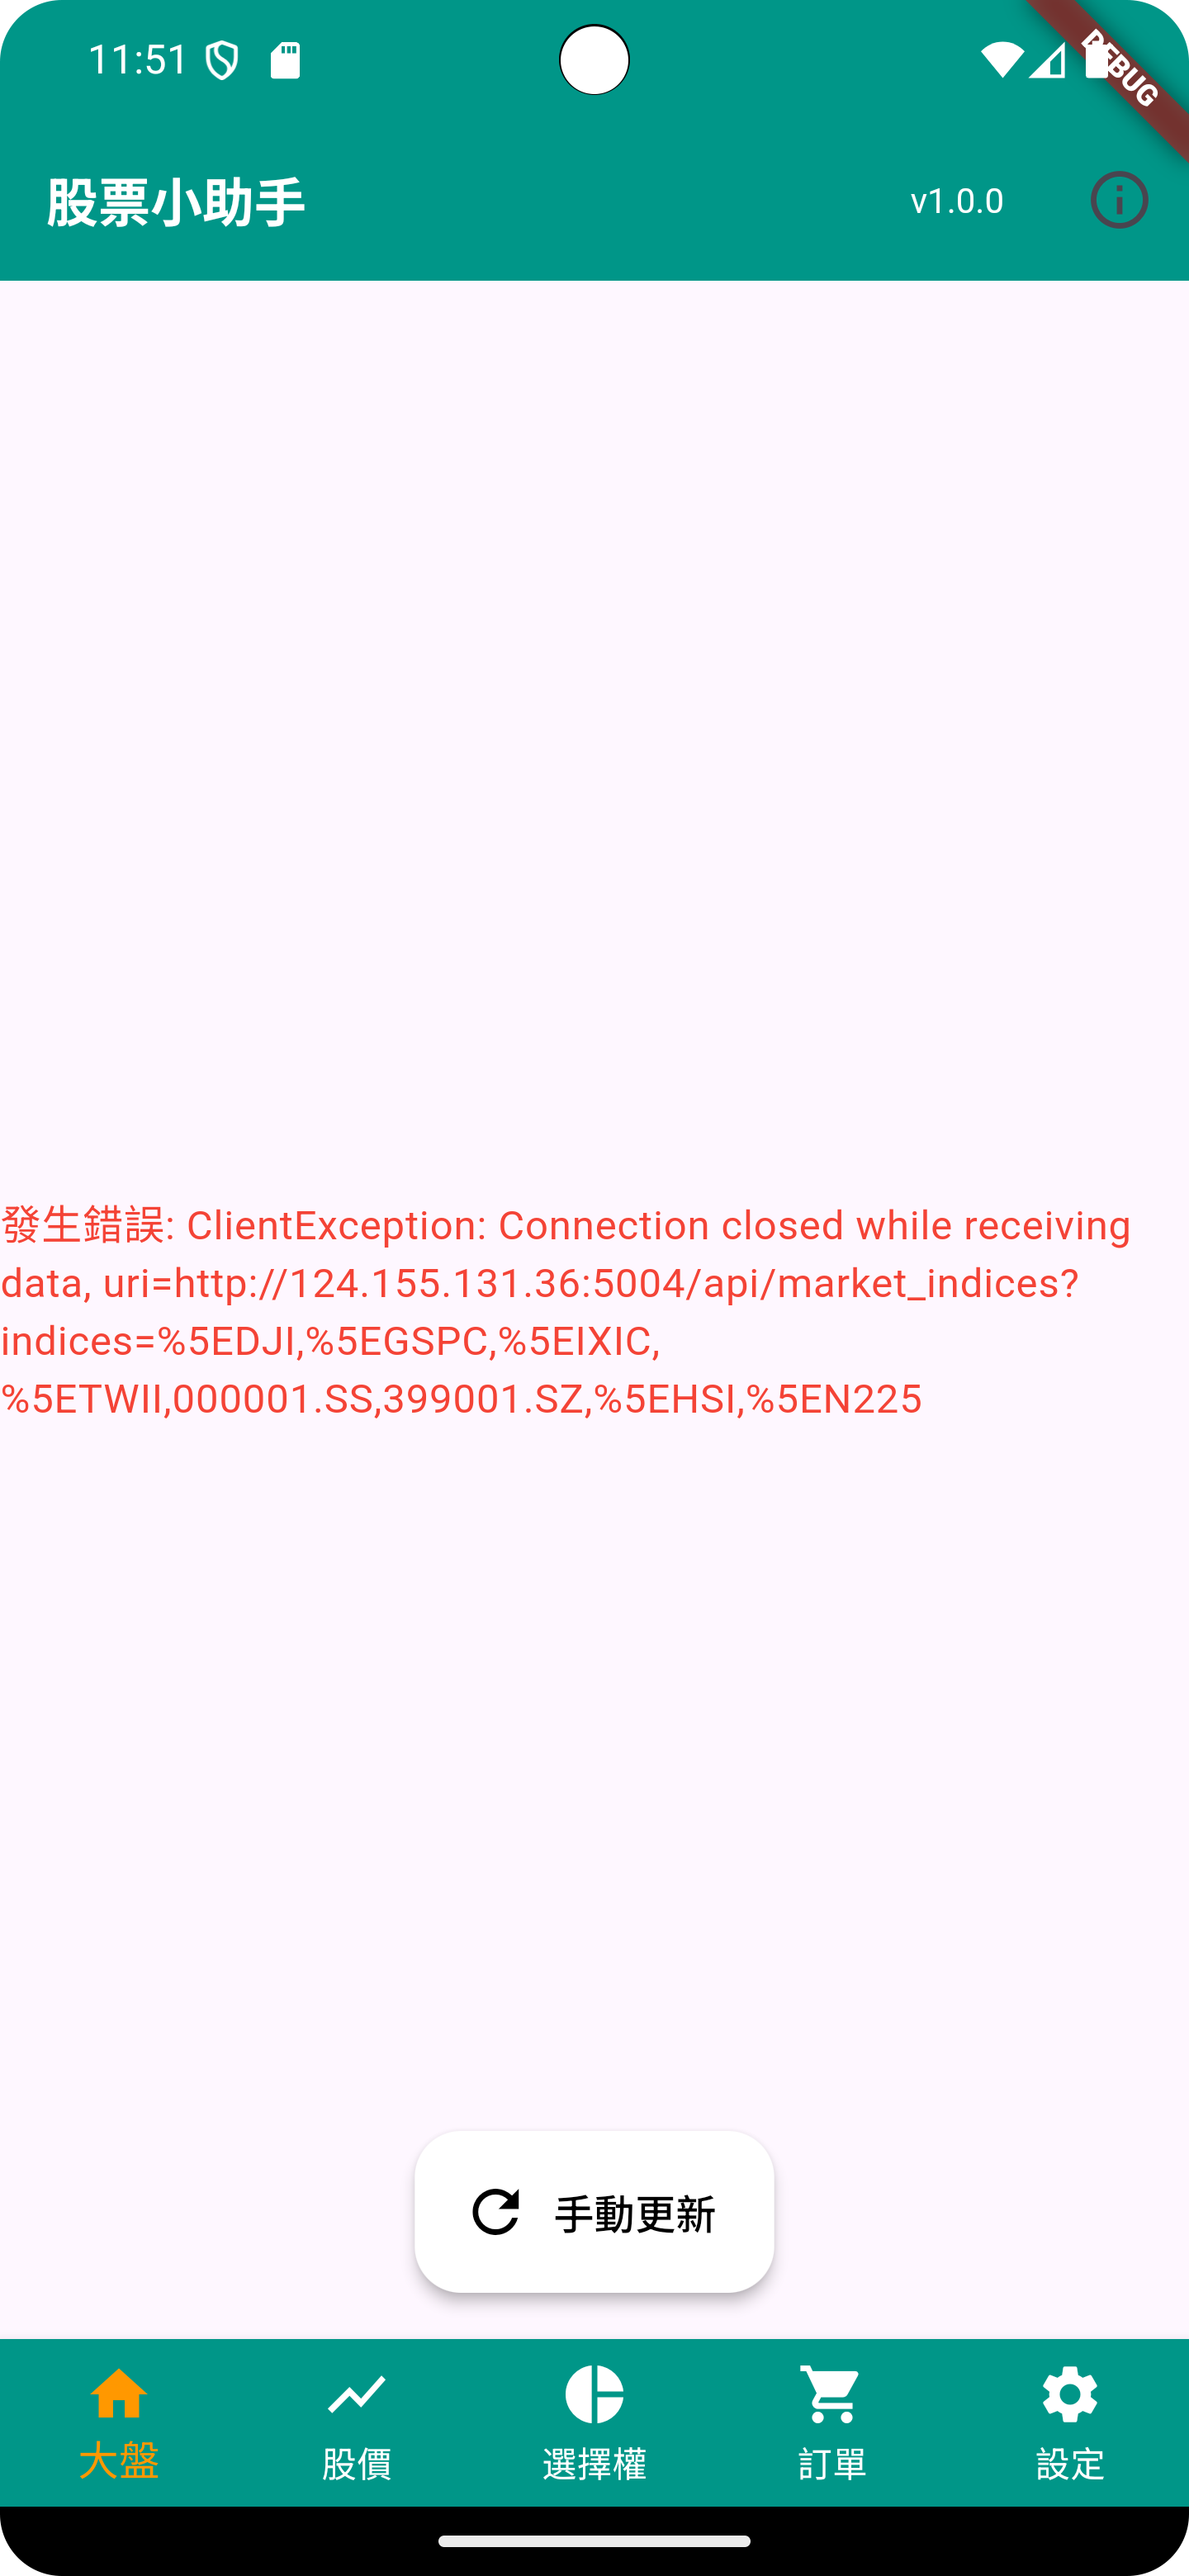 11:51
DEBUG
股票小助手
v1.0.0
發生錯誤: ClientException: Connection closed while receiving
data, uri=http://124.155.131.36:5004/api/market_indices?
indices=%5EDJI,%5EGSPC,%5EIXIC,
%5ETWII,000001.SS,399001.SZ,%5EHSI,%5EN225
手動更新
大盤
股價
選擇權
訂單
設定